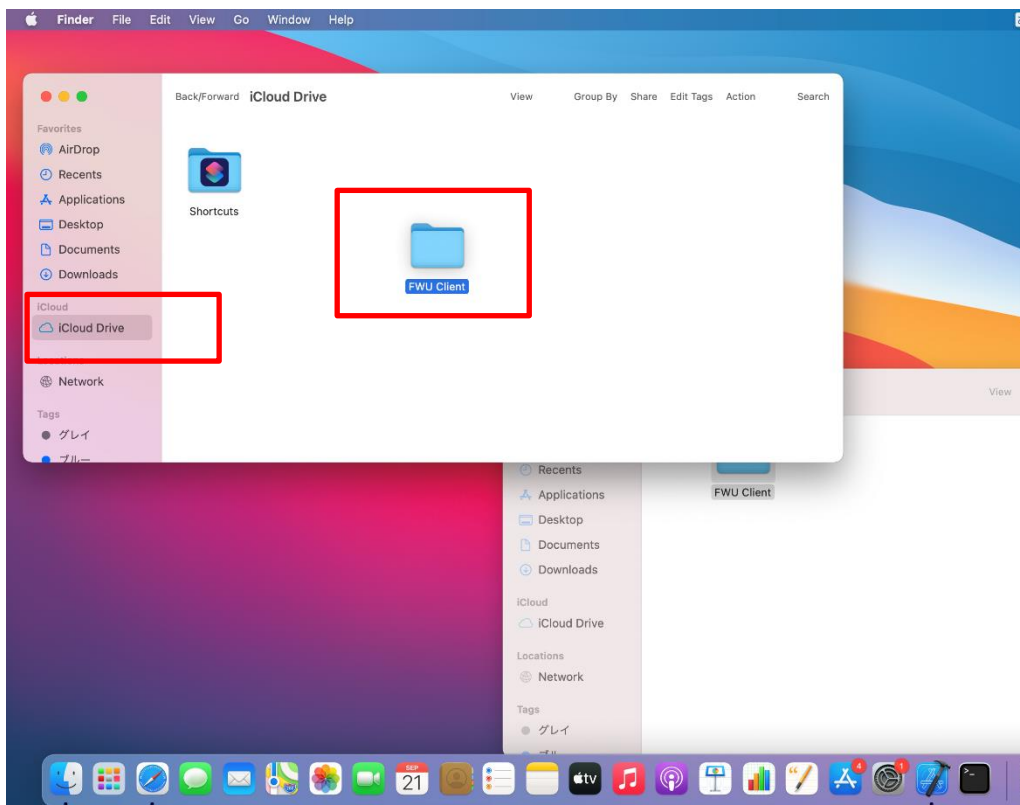 Finder File Edit View Go Window Help
Back/Forward iCloud Drive View Group By Share Edit Tags Action Search
Favorites
AirDrop
Recents
Applications
Desktop
Documents
Downloads
iCloud
iCloud Drive
Network
Tags
グレイ
ブルー
Shortcuts
FWU Client
View
Recents
Applications
Desktop
Documents
Downloads
iCloud
iCloud Drive
Locations
Network
Tags
グレイ
FWU Client
SEP
21
tv
4
1